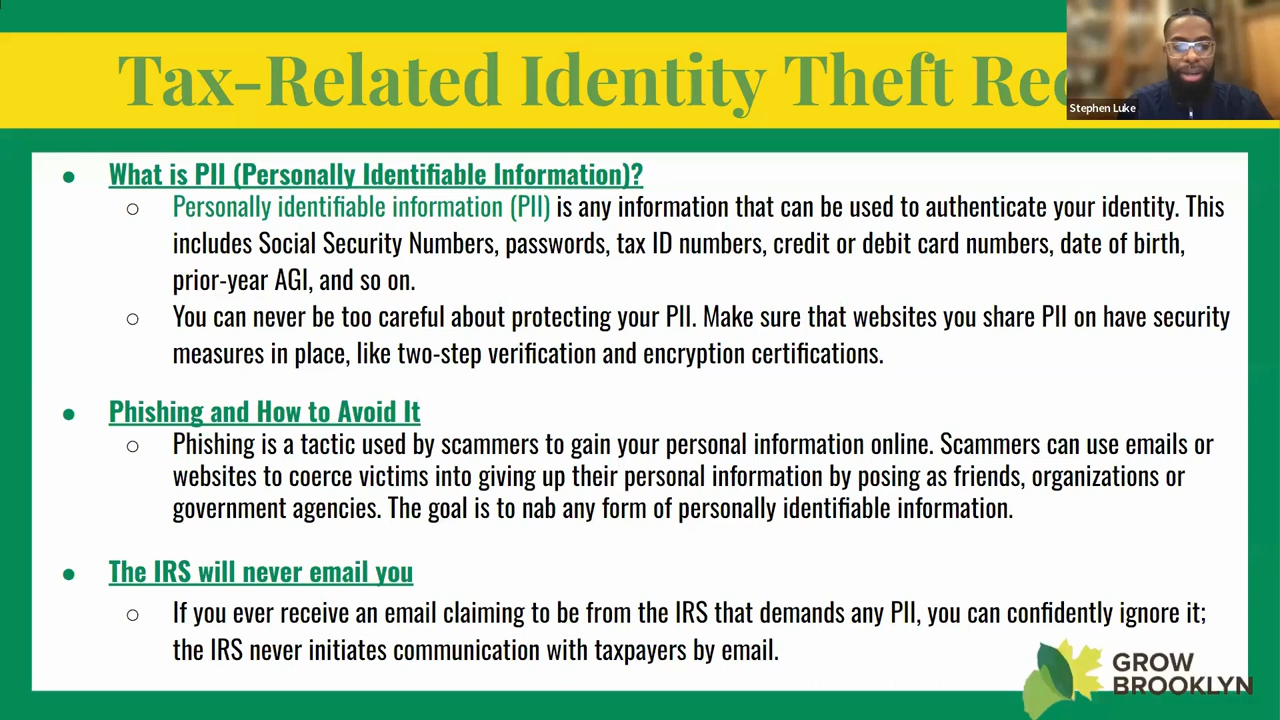 Tax-Related Identity Theft Rec
Stephen Luke
● What is PII (Personally Identifiable Information)?
○ Personally identifiable information (PII) is any information that can be used to authenticate your identity. This
includes Social Security Numbers, passwords, tax ID numbers, credit or debit card numbers, date of birth,
prior-year AGI, and so on.
○ You can never be too careful about protecting your PII. Make sure that websites you share PII on have security
measures in place, like two-step verification and encryption certifications.
● Phishing and How to Avoid It
○ Phishing is a tactic used by scammers to gain your personal information online. Scammers can use emails or
websites to coerce victims into giving up their personal information by posing as friends, organizations or
government agencies. The goal is to nab any form of personally identifiable information.
● The IRS will never email you
○ If you ever receive an email claiming to be from the IRS that demands any PII, you can confidently ignore it;
the IRS never initiates communication with taxpayers by email.
GROW
BROOKLYN